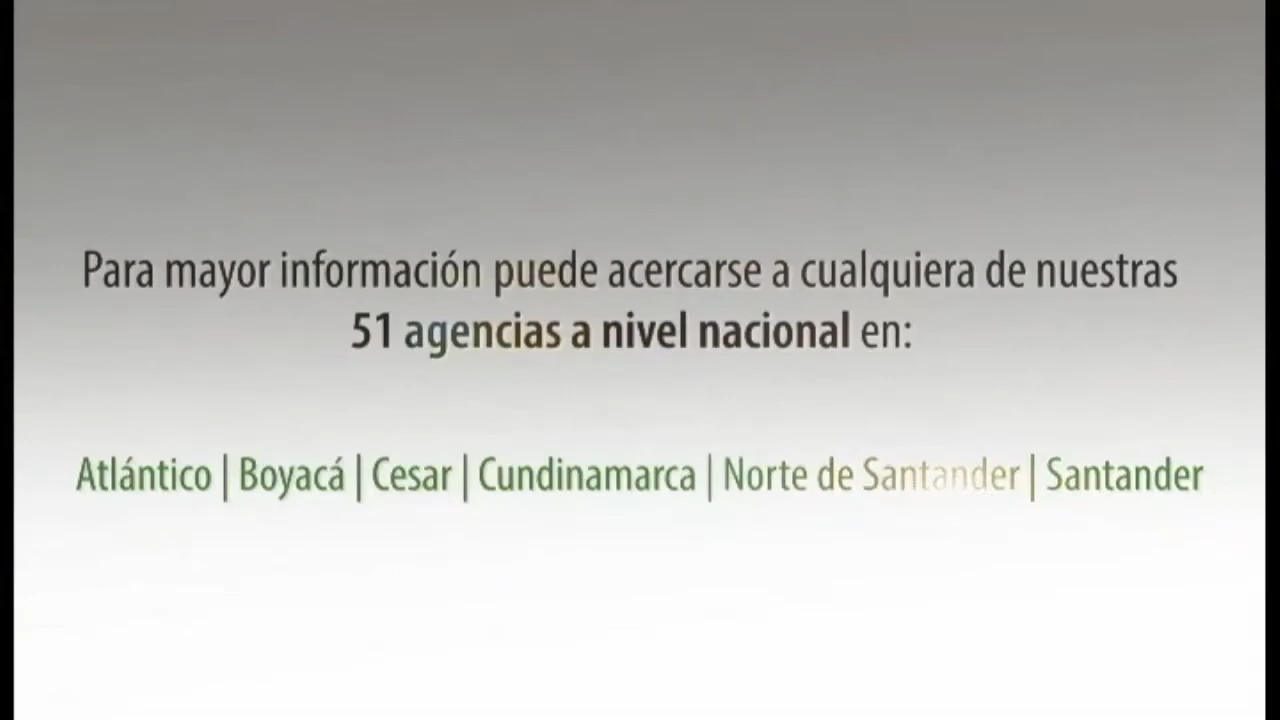 Para mayor información puede acercarse a cualquiera de nuestras
51 agencias a nivel nacional en:
Atlántico | Boyacá | Cesar | Cundinamarca | Norte de Santander | Santander